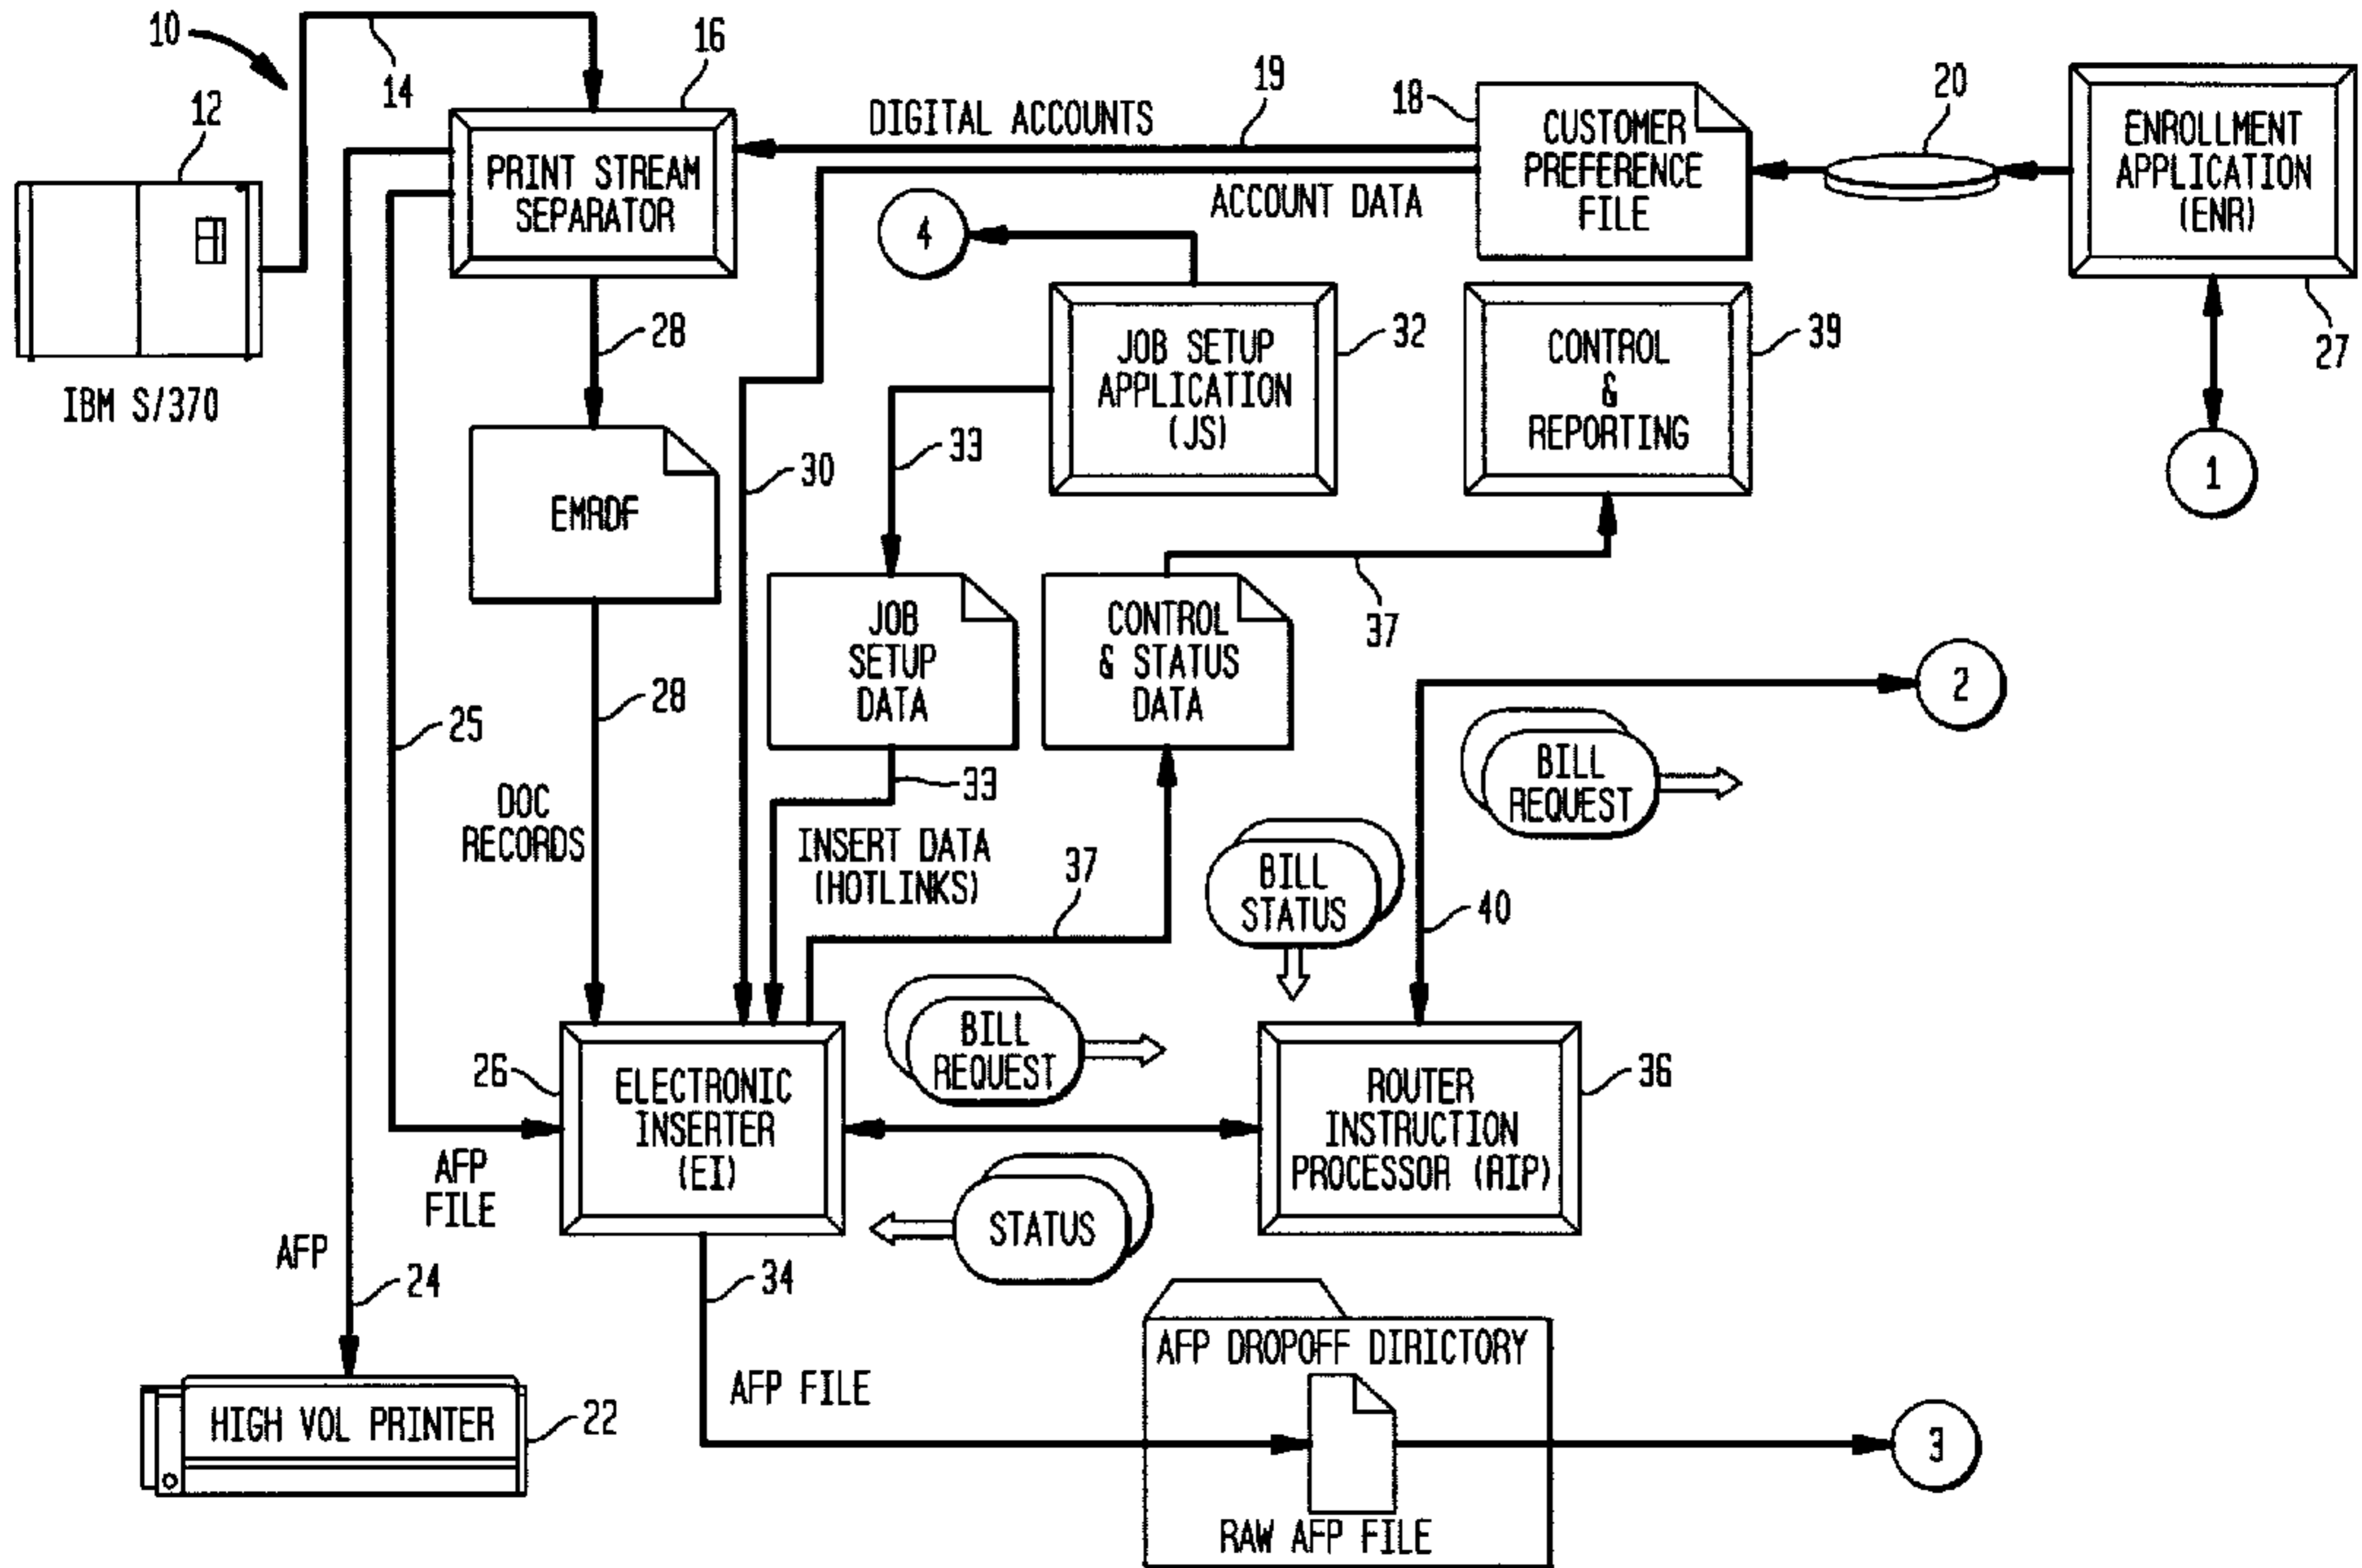 10
14
16
12
IBM S/370
PRINT STREAM
SEPARATOR
DIGITAL ACCOUNTS
19
18
CUSTOMER
PREFERENCE
FILE
20
ENROLLMENT
APPLICATION
(ENR)
27
ACCOUNT DATA
4
1
28
JOB SETUP
APPLICATION
(JS)
32
CONTROL
&
REPORTING
39
EMRDF
30
33
JOB
SETUP
DATA
CONTROL
& STATUS
DATA
37
2
28
25
33
DOC
RECORDS
INSERT DATA
(HOTLINKS)
37
BILL
STATUS
BILL
REQUEST
40
26
ELECTRONIC
INSERTER
(EI)
BILL
REQUEST
ROUTER
INSTRUCTION
PROCESSOR (RIP)
36
AFP
FILE
STATUS
AFP
24
34
HIGH VOL PRINTER
22
AFP FILE
AFP DROPOFF DIRICTORY
RAW AFP FILE
3